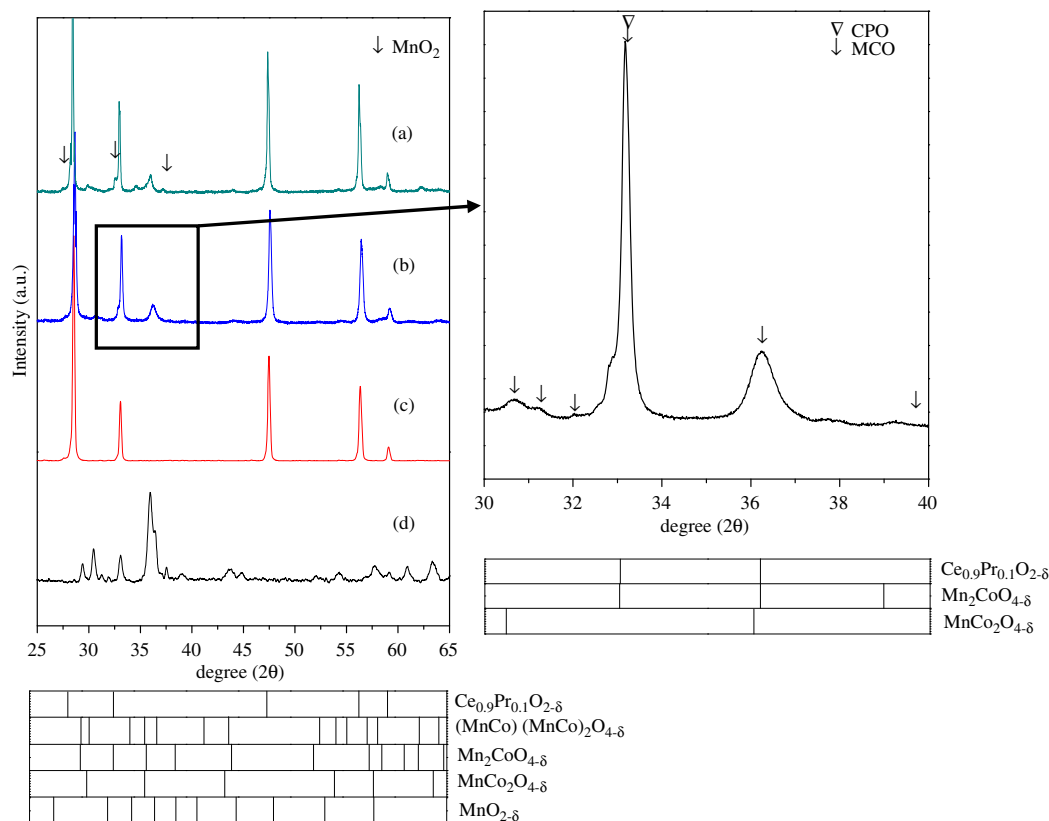 ↓ MnO₂
(a)
(b)
(c)
(d)
Intensity (a.u.)
25 30 35 40 45 50 55 60 65
degree (2θ)
∇ CPO
↓ MCO
30 32 34 36 38 40
degree (2θ)
Ce₀.₉Pr₀.₁O₂₋δ
Mn₂CoO₄₋δ
MnCo₂O₄₋δ
Ce₀.₉Pr₀.₁O₂₋δ
(MnCo) (MnCo)₂O₄₋δ
Mn₂CoO₄₋δ
MnCo₂O₄₋δ
MnO₂₋δ